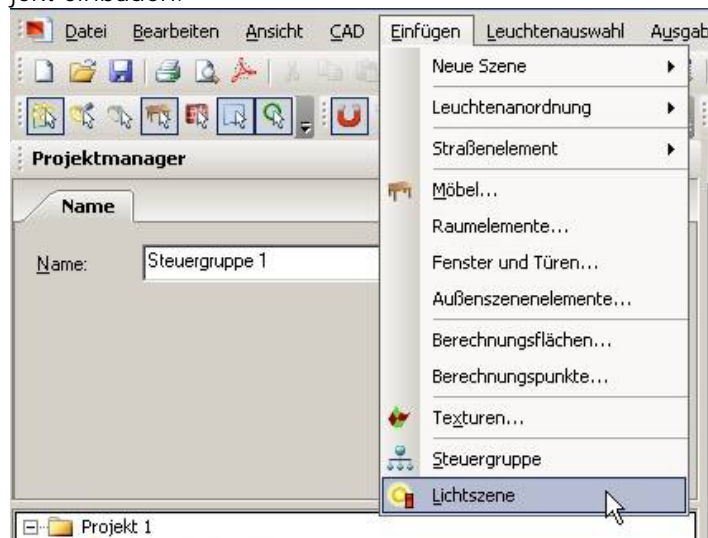 Datei Bearbeiten Ansicht CAD Einfügen Leuchtenauswahl Ausgab
Neue Szene
Leuchtenanordnung
Straßenelement
Projektmanager
Möbel...
Name
Raumelemente...
Name: Steuergruppe 1
Fenster und Türen...
Außenszenenelemente...
Berechnungsflächen...
Berechnungspunkte...
Texturen...
Steuergruppe
Lichtszene
Projekt 1